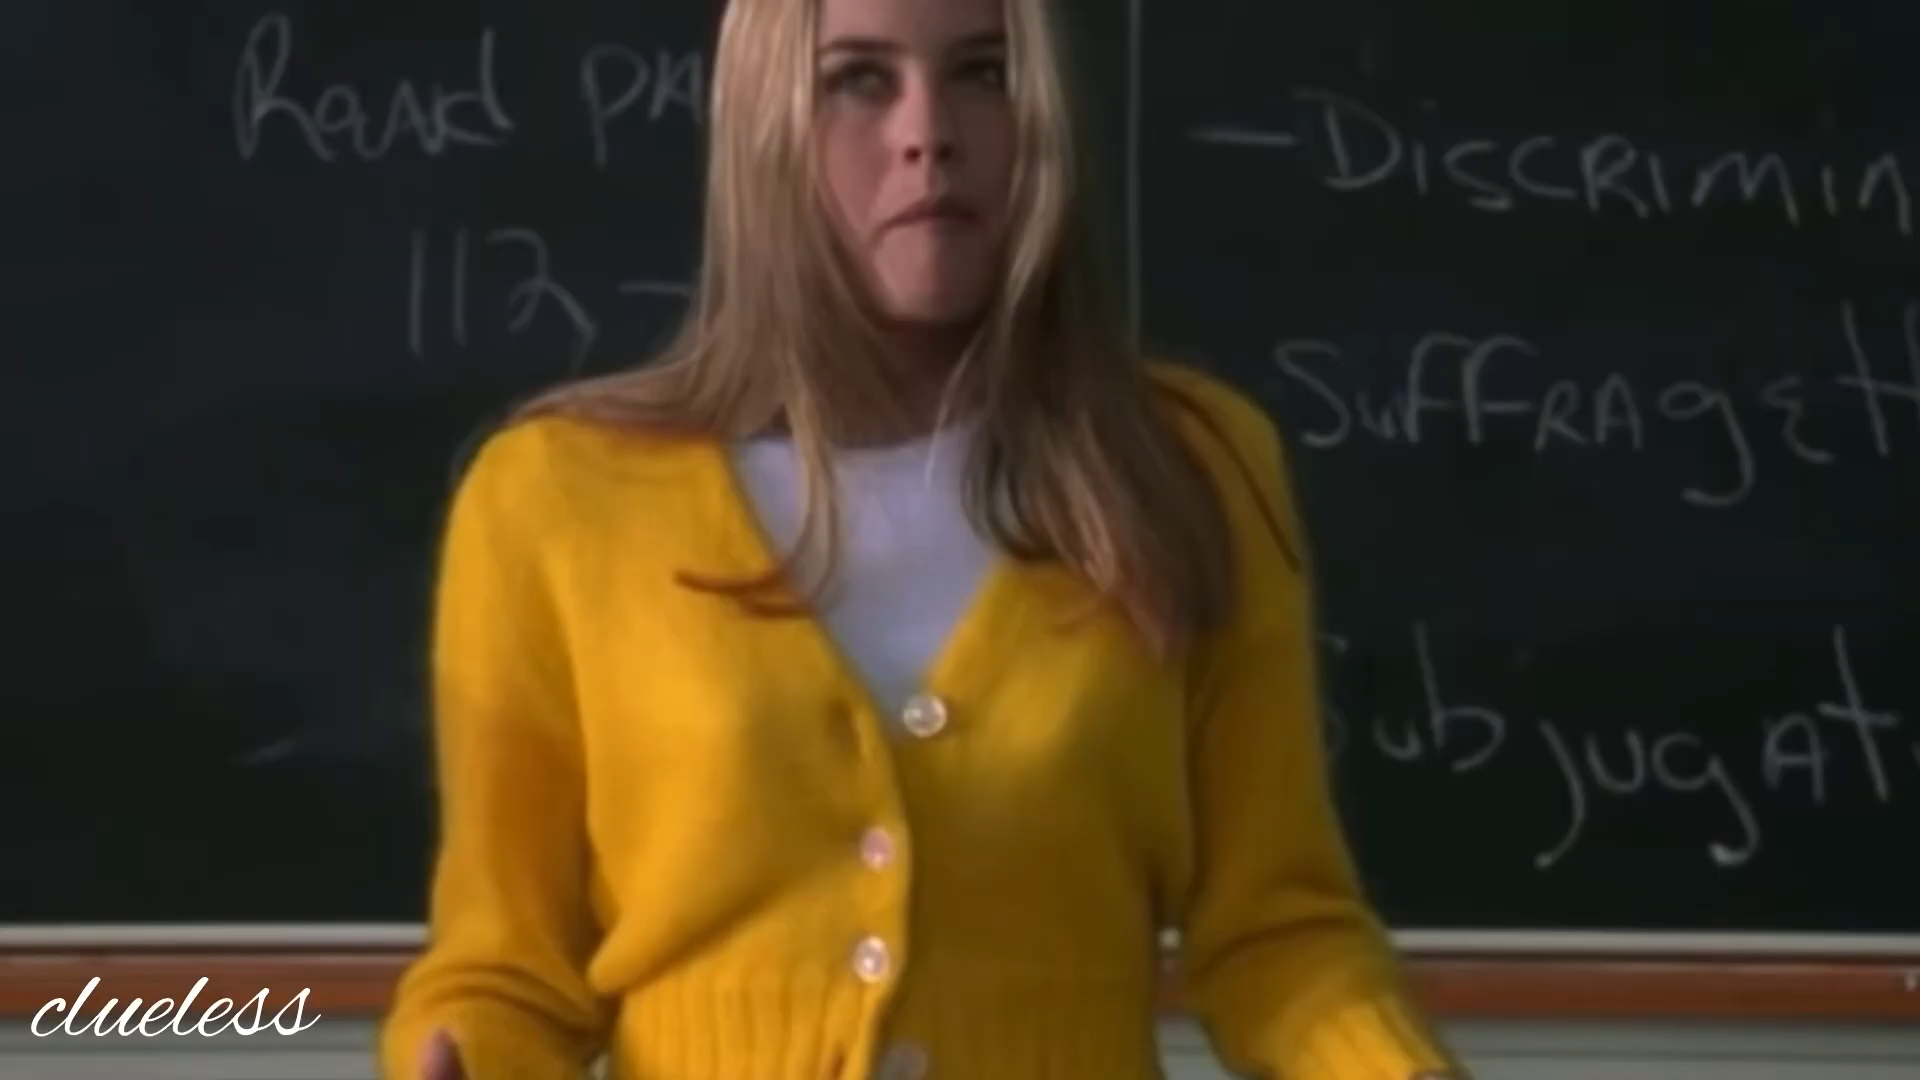 Read
112, -
- Discrimin
Suffragett
Subjugat
clueless